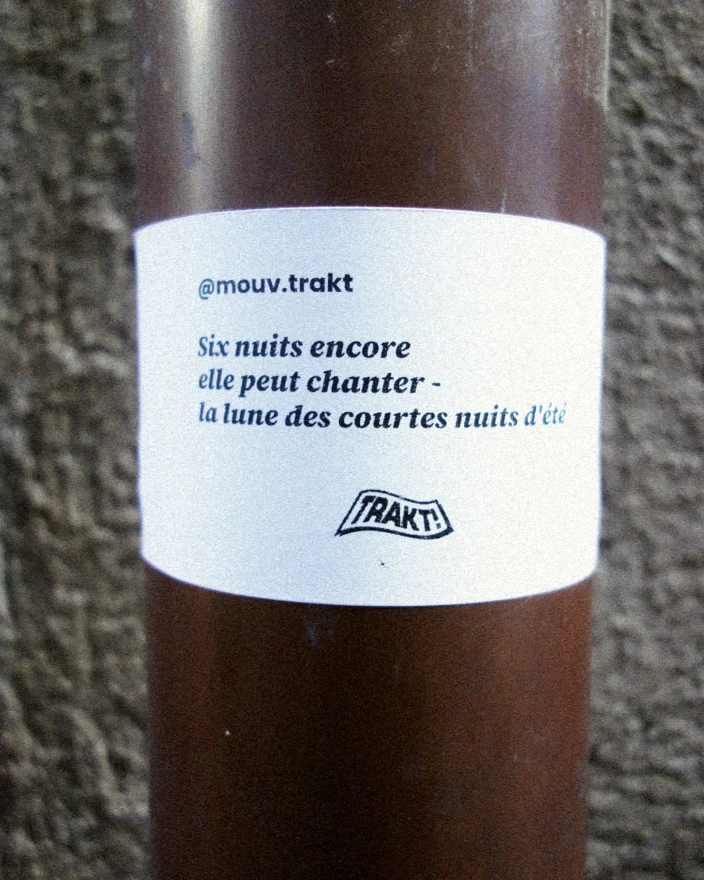 @mouv.trakt
Six nuits encore
elle peut chanter -
la lune des courtes nuits d'été
TRAKT!